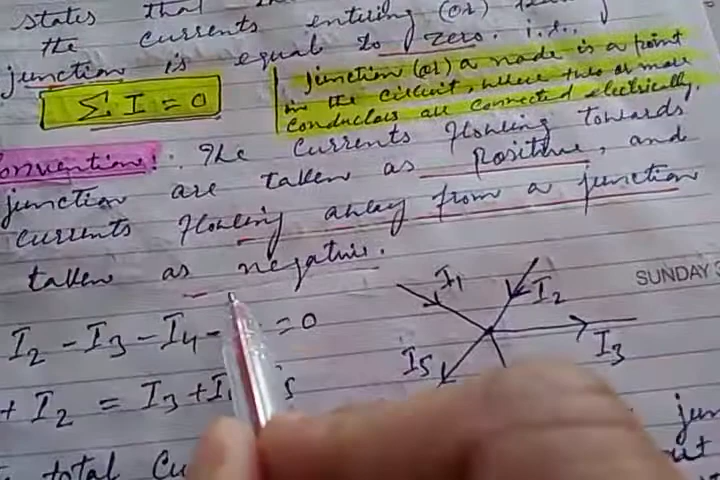 states that
the currents entering (or)
junction is equal to zero. i.e.,
Σ I = 0
junction (or) a node is a point
in the circuit, where two or more
conductors are connected electrically.
Convention: The currents flowing towards
junction are taken as positive, and
currents flowing away from a junction
taken as negative.
SUNDAY
I1
I2
I3
I5
I2 - I3 - I4 - = 0
+ I2 = I3 + I
total Cu